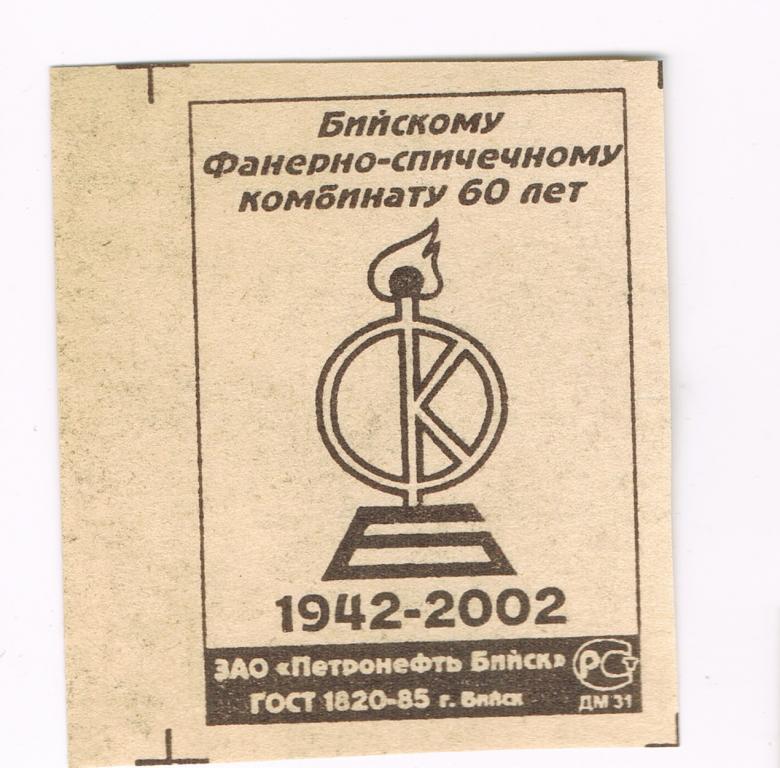 Бийскому
Фанерно-спичечному
комбинату 60 лет
1942-2002
ЗАО «Петронефть Бийск»
РСТ
ГОСТ 1820-85 г. Бийск
ДМ 31